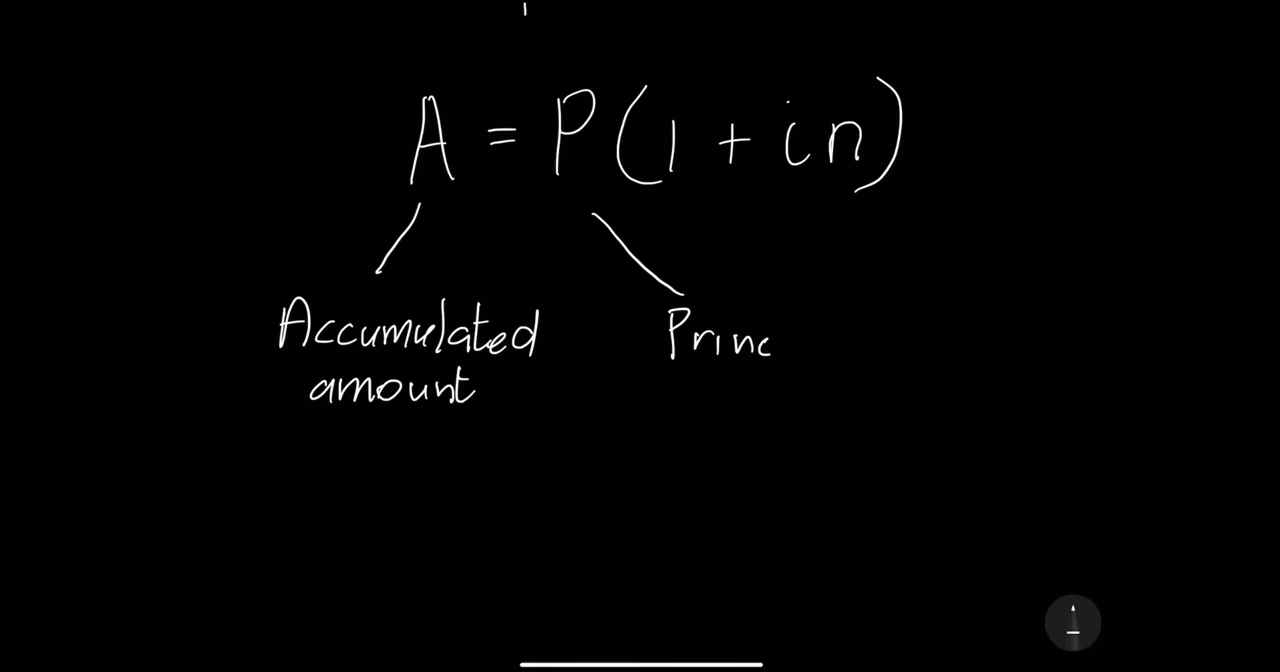 A = P(1 + in)
Accumulated
amount
Princ